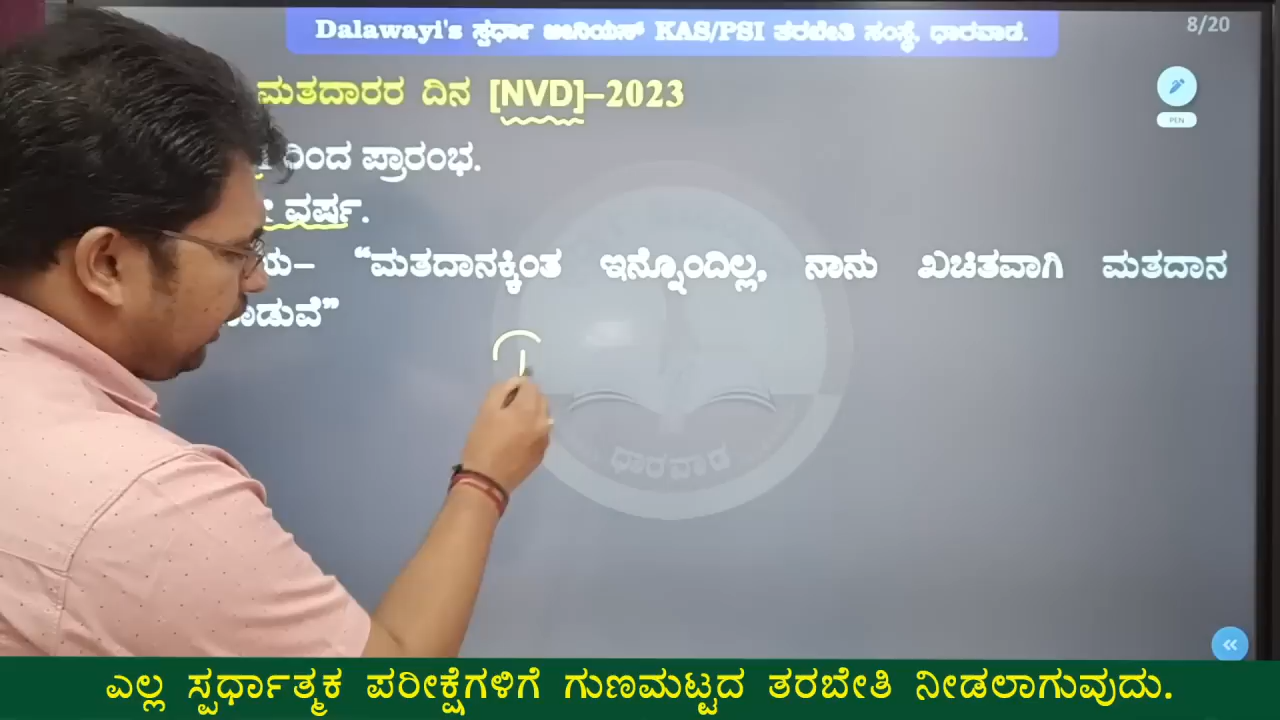 Dalawayi's ಸ್ಪರ್ಧಾ ಜೀನಿಯಸ್ KAS/PSI ತರಬೇತಿ ಸಂಸ್ಥೆ, ಧಾರವಾಡ.
8/20
ಮತದಾರರ ದಿನ [NVD]–2023
PEN
ರಿಂದ ಪ್ರಾರಂಭ.
ವರ್ಷ.
“ಮತದಾನಕ್ಕಿಂತ ಇನ್ನೊಂದಿಲ್ಲ, ನಾನು ಖಚಿತವಾಗಿ ಮತದಾನ
ಧಾರವಾಡ
ಎಲ್ಲ ಸ್ಪರ್ಧಾತ್ಮಕ ಪರೀಕ್ಷೆಗಳಿಗೆ ಗುಣಮಟ್ಟದ ತರಬೇತಿ ನೀಡಲಾಗುವುದು.